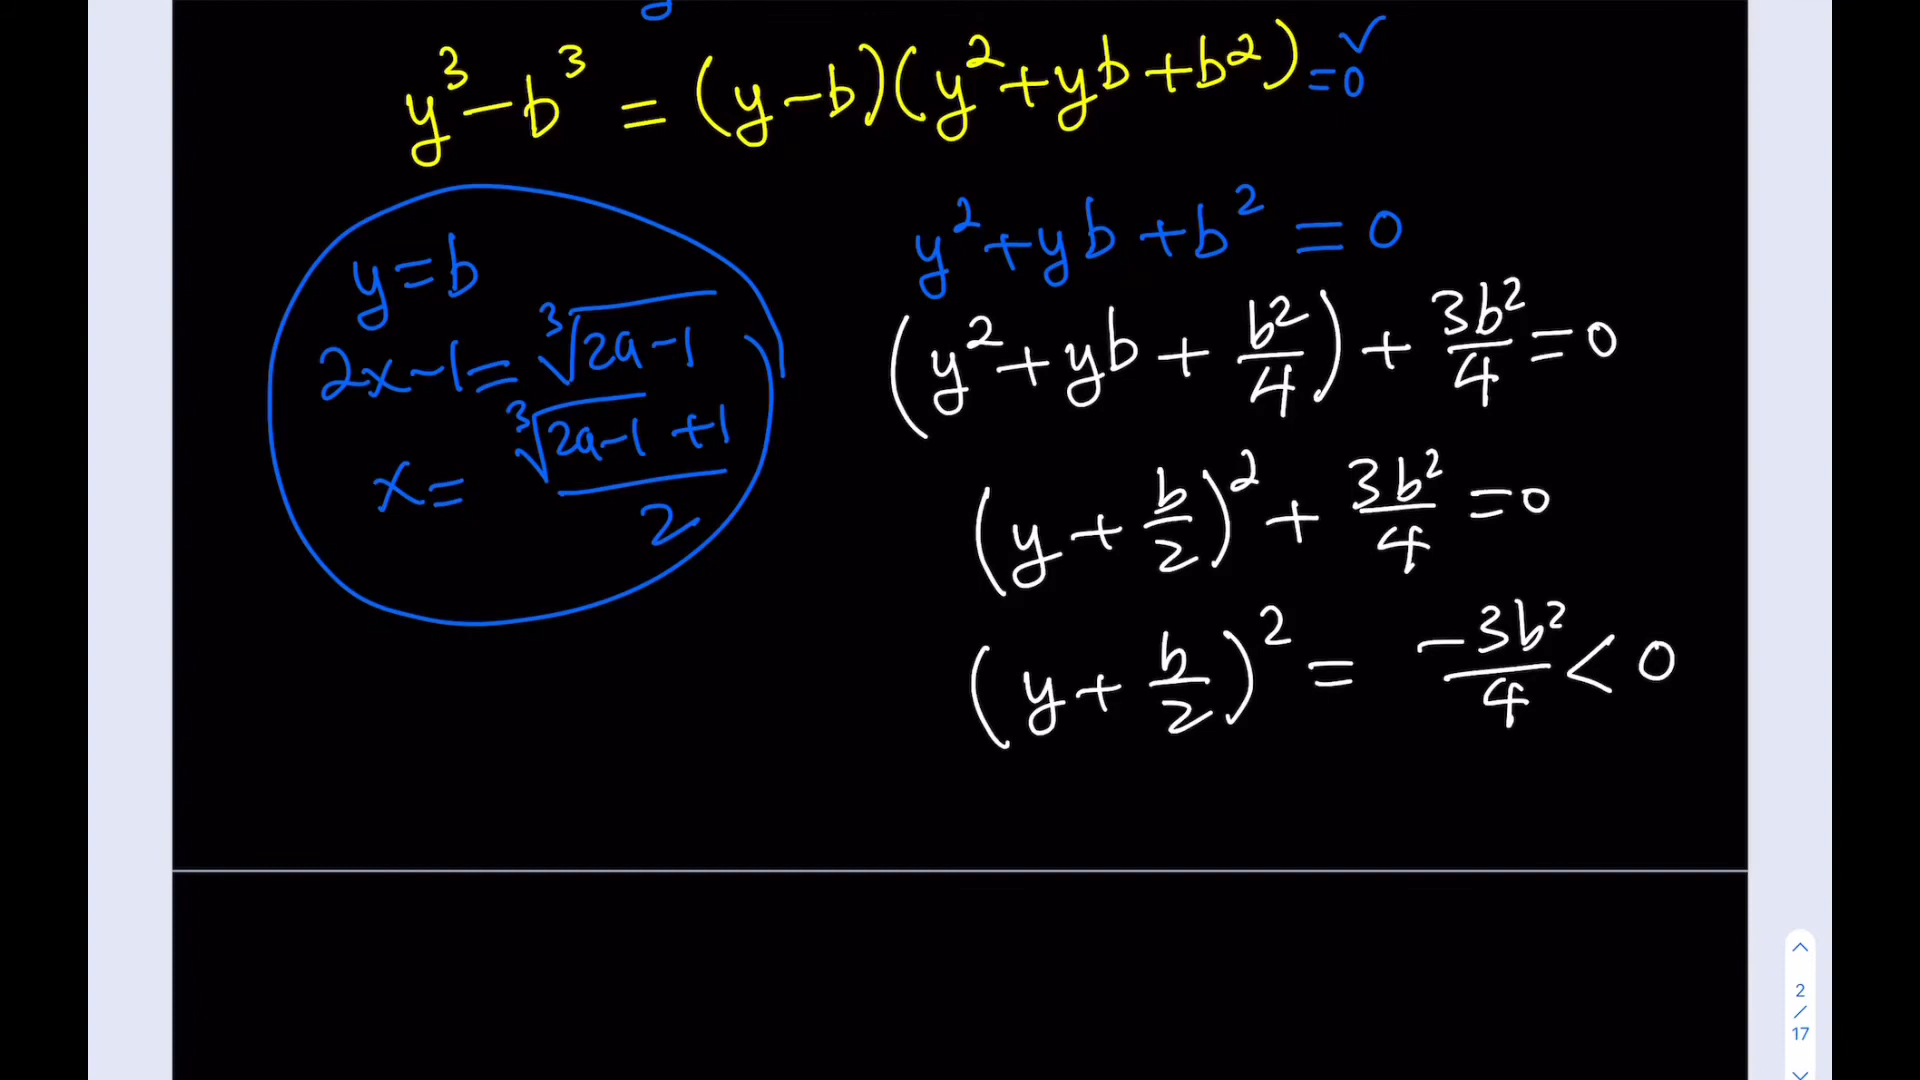 y³ − b³ = (y − b)(y² + yb + b²) = 0 ✓
y = b
2x − 1 = ∛(2a − 1)
x = (∛(2a − 1) + 1)/2
y² + yb + b² = 0
(y² + yb + b²/4) + 3b²/4 = 0
(y + b/2)² + 3b²/4 = 0
(y + b/2)² = −3b²/4 < 0
2
/
17